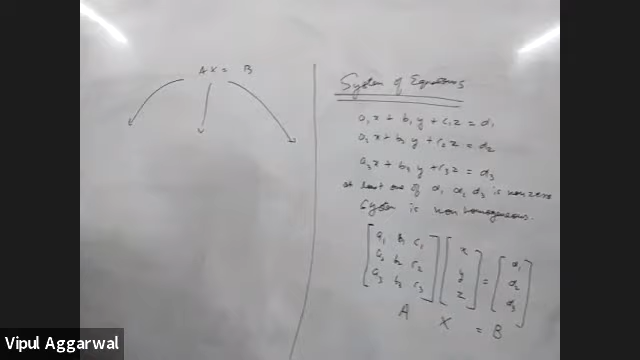 AX = B
System of Equations
a₁x + b₁y + c₁z = d₁
a₂x + b₂y + c₂z = d₂
a₃x + b₃y + c₃z = d₃
at least one of d₁ d₂ d₃ is non zero
System is non homogeneous.
a₁ b₁ c₁ x d₁
a₂ b₂ c₂ y = d₂
a₃ b₃ c₃ z d₃
A X = B
Vipul Aggarwal